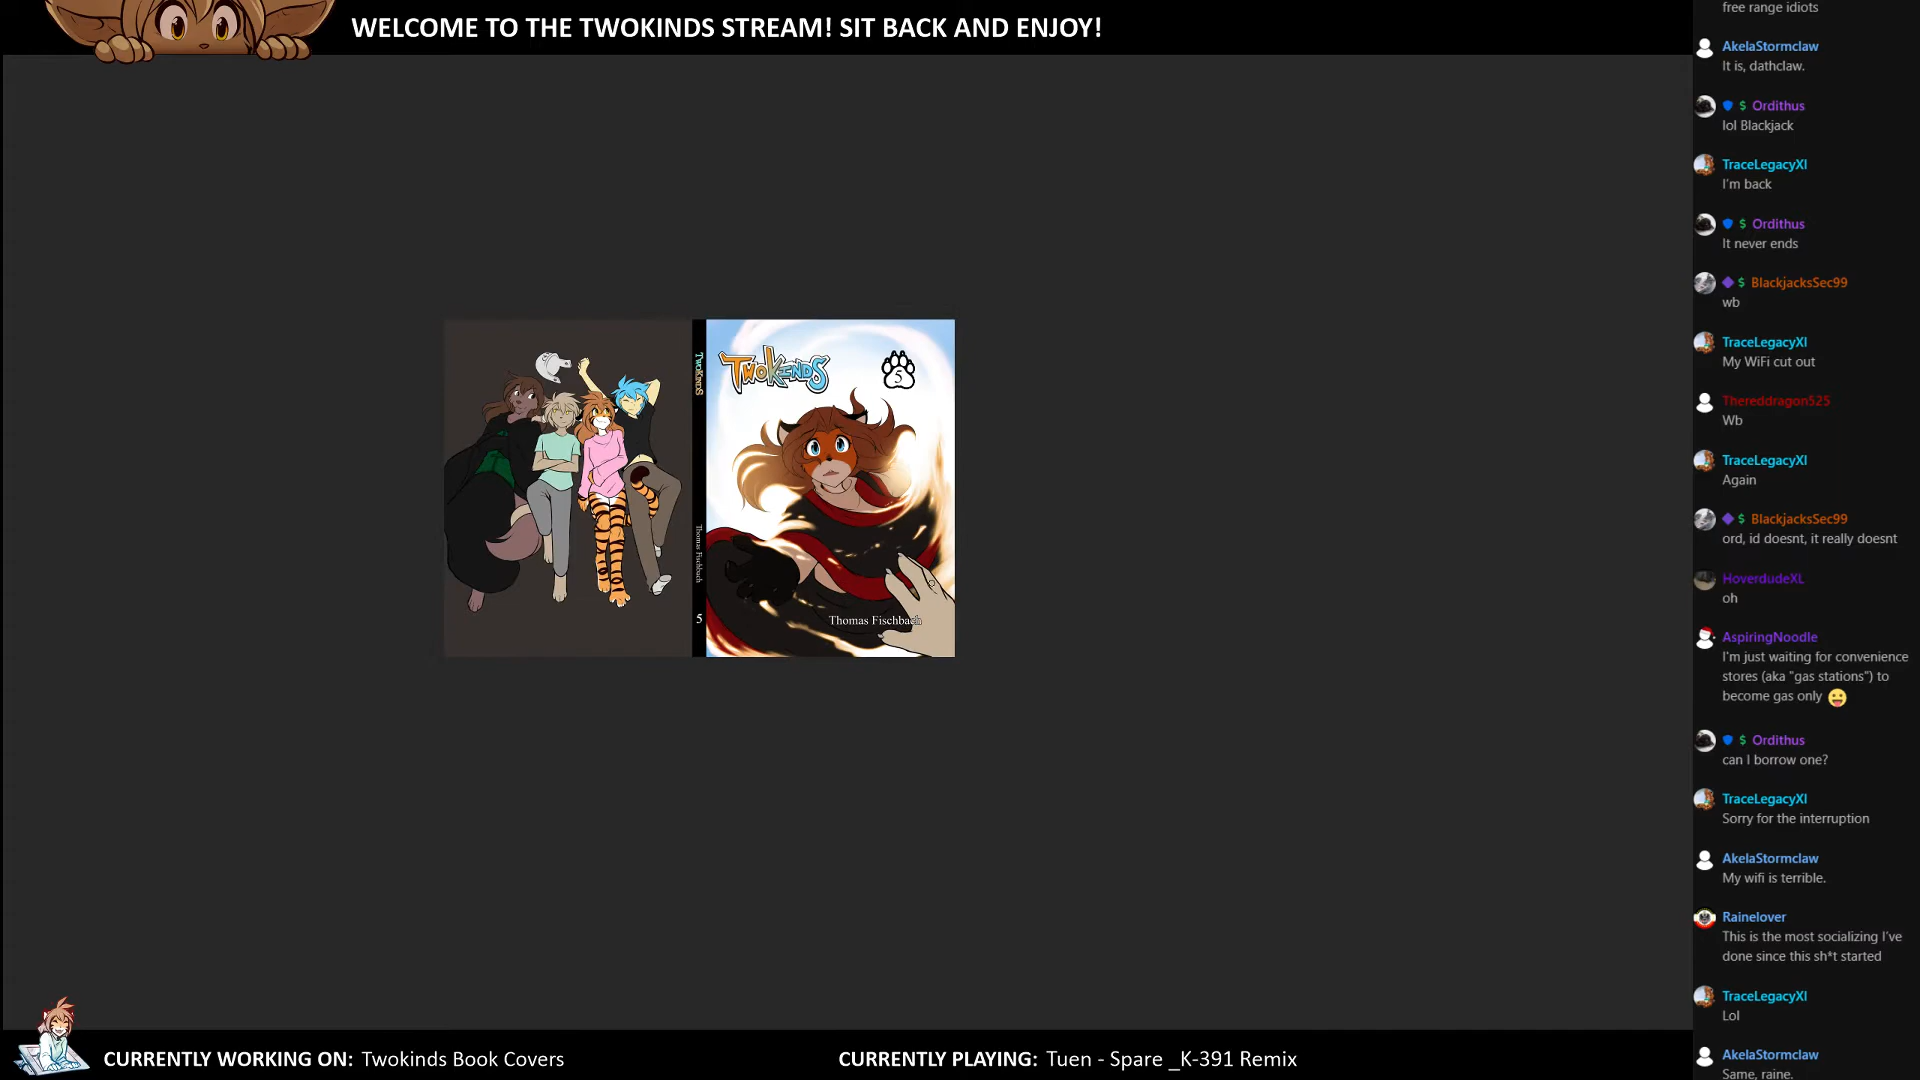 WELCOME TO THE TWOKINDS STREAM! SIT BACK AND ENJOY!
TWOKINDS
Thomas Fischbach
5
TWOKINDS
5
Thomas Fischbach
CURRENTLY WORKING ON: Twokinds Book Covers
CURRENTLY PLAYING: Tuen - Spare _K-391 Remix
free range idiots
AkelaStormclaw
It is, dathclaw.
$ Ordithus
lol Blackjack
TraceLegacyXI
I'm back
$ Ordithus
It never ends
$ BlackjacksSec99
wb
TraceLegacyXI
My WiFi cut out
Thereddragon525
Wb
TraceLegacyXI
Again
$ BlackjacksSec99
ord, id doesnt, it really doesnt
HoverdudeXL
oh
AspiringNoodle
I'm just waiting for convenience
stores (aka "gas stations") to
become gas only
$ Ordithus
can I borrow one?
TraceLegacyXI
Sorry for the interruption
AkelaStormclaw
My wifi is terrible.
Rainelover
This is the most socializing I've
done since this sh*t started
TraceLegacyXI
Lol
AkelaStormclaw
Same, raine.